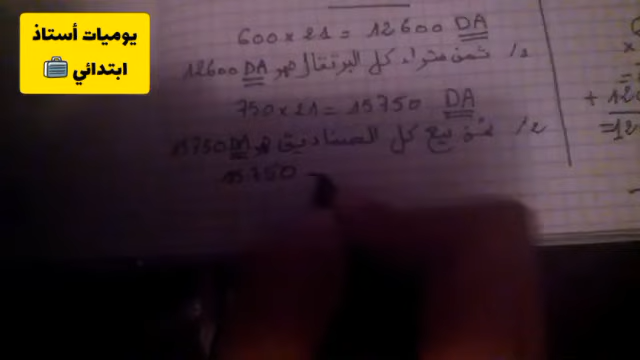 يوميات أستاذ
ابتدائي
600 × 21 = 12600 DA
1/ ثمن شراء كل البرتقال هو 12600 DA
750 × 21 = 15750 DA
2/ ثمن بيع كل الصناديق هو 15750 DA
15750 -